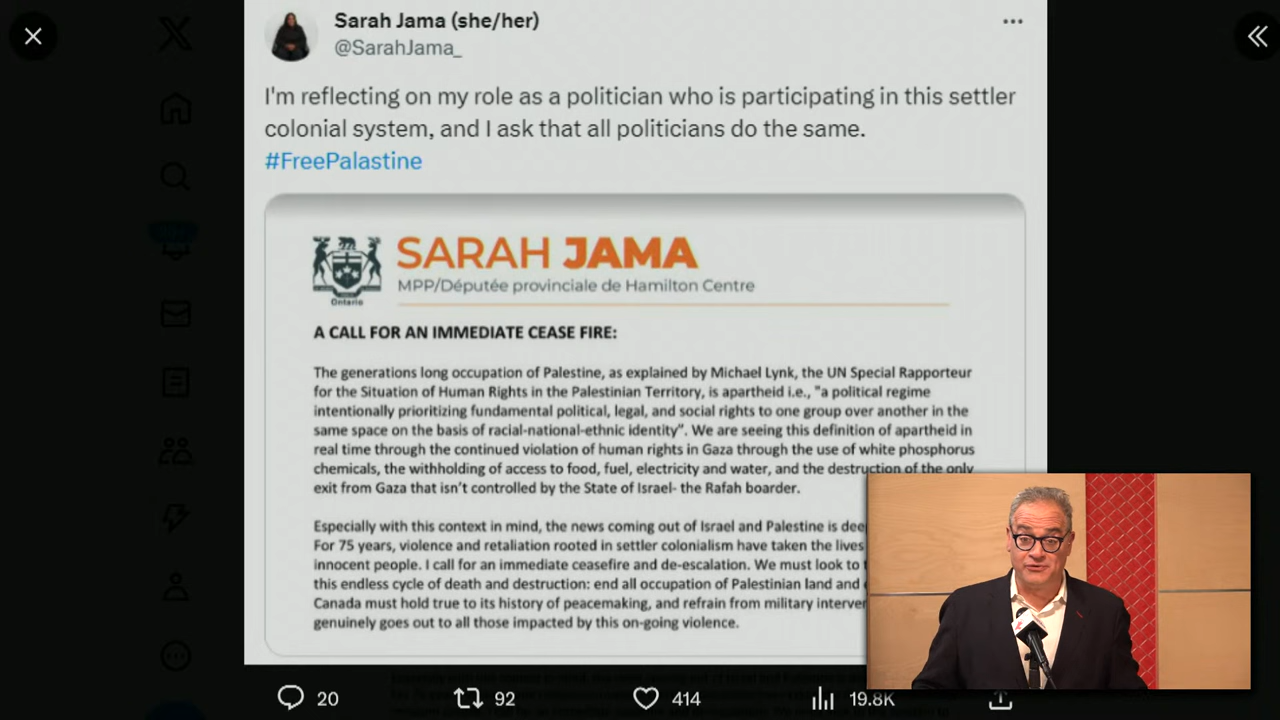 Sarah Jama (she/her)
@SarahJama_
I'm reflecting on my role as a politician who is participating in this settler
colonial system, and I ask that all politicians do the same.
#FreePalastine
SARAH JAMA
MPP/Députée provinciale de Hamilton Centre
Ontario
A CALL FOR AN IMMEDIATE CEASE FIRE:
The generations long occupation of Palestine, as explained by Michael Lynk, the UN Special Rapporteur
for the Situation of Human Rights in the Palestinian Territory, is apartheid i.e., "a political regime
intentionally prioritizing fundamental political, legal, and social rights to one group over another in the
same space on the basis of racial-national-ethnic identity". We are seeing this definition of apartheid in
real time through the continued violation of human rights in Gaza through the use of white phosphorus
chemicals, the withholding of access to food, fuel, electricity and water, and the destruction of the only
exit from Gaza that isn't controlled by the State of Israel- the Rafah boarder.
Especially with this context in mind, the news coming out of Israel and Palestine is
For 75 years, violence and retaliation rooted in settler colonialism have taken the lives
innocent people. I call for an immediate ceasefire and de-escalation. We must look to
this endless cycle of death and destruction: end all occupation of Palestinian land and
Canada must hold true to its history of peacemaking, and refrain from military
genuinely goes out to all those impacted by this on-going violence.
20 92 414 19.8K